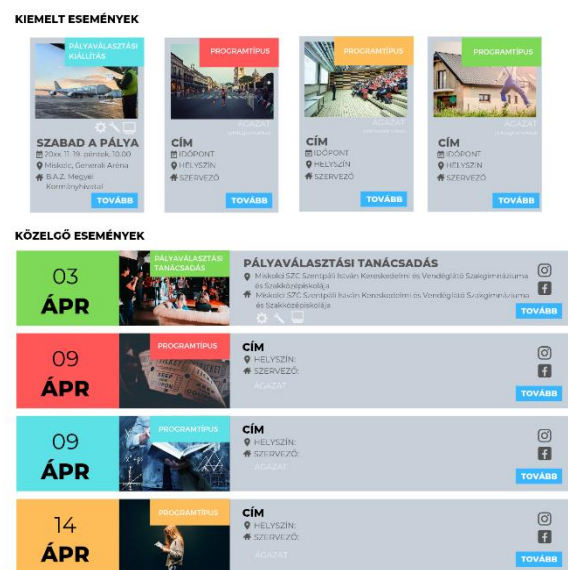 KIEMELT ESEMÉNYEK
PÁLYAVÁLASZTÁSI
KIÁLLÍTÁS
SZABAD A PÁLYA
20xx. 11. 19. péntek, 10.00
Miskolc, Generali Aréna
B.A.Z. Megyei
Kormányhivatal
TOVÁBB
PROGRAMTÍPUS
ÁGAZAT
CÍM
IDŐPONT
HELYSZÍN
SZERVEZŐ
TOVÁBB
PROGRAMTÍPUS
ÁGAZAT
CÍM
IDŐPONT
HELYSZÍN
SZERVEZŐ
TOVÁBB
PROGRAMTÍPUS
ÁGAZAT
CÍM
IDŐPONT
HELYSZÍN
SZERVEZŐ
TOVÁBB
KÖZELGŐ ESEMÉNYEK
03
ÁPR
PÁLYAVÁLASZTÁSI
TANÁCSADÁS
PÁLYAVÁLASZTÁSI TANÁCSADÁS
Miskolci SZC Szentpáli István Kereskedelmi és Vendéglátó Szakgimnáziuma
és Szakközépiskolája
Miskolci SZC Szentpáli István Kereskedelmi és Vendéglátó Szakgimnáziuma
és Szakközépiskolája
TOVÁBB
09
ÁPR
PROGRAMTÍPUS
TICKET
CÍM
HELYSZÍN:
SZERVEZŐ:
ÁGAZAT
TOVÁBB
09
ÁPR
PROGRAMTÍPUS
CÍM
HELYSZÍN:
SZERVEZŐ:
ÁGAZAT
TOVÁBB
14
ÁPR
PROGRAMTÍPUS
CÍM
HELYSZÍN:
SZERVEZŐ:
ÁGAZAT
TOVÁBB